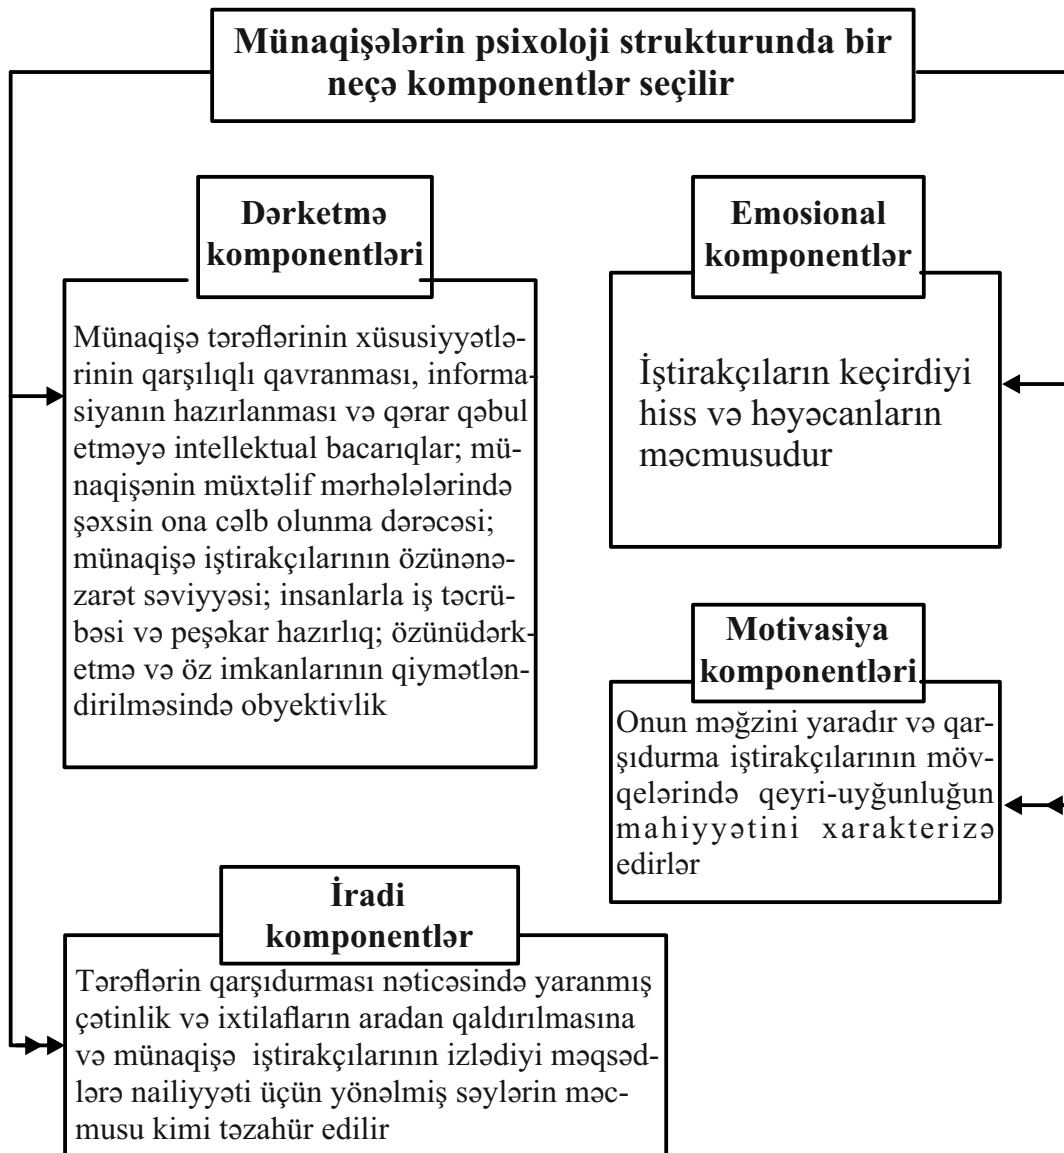 Münaqişələrin psixoloji strukturunda bir
neçə komponentlər seçilir
Dərketmə
komponentləri
Münaqişə tərəflərinin xüsusiyyətlə-
rinin qarşılıqlı qavranması, informa-
siyanın hazırlanması və qərar qəbul
etməyə intellektual bacarıqlar; mü-
naqişənin müxtəlif mərhələlərində
şəxsin ona cəlb olunma dərəcəsi;
münaqişə iştirakçılarının özünənə-
zarət səviyyəsi; insanlarla iş təcrü-
bəsi və peşəkar hazırlıq; özünüdərk-
etmə və öz imkanlarının qiymətlən-
dirilməsində obyektivlik
Emosional
komponentlər
İştirakçıların keçirdiyi
hiss və həyəcanların
məcmusudur
Motivasiya
komponentləri
Onun məğzini yaradır və qar-
şıdurma iştirakçılarının möv-
qelərində qeyri-uyğunluğun
mahiyyətini xarakterizə
edirlər
İradi
komponentlər
Tərəflərin qarşıdurması nəticəsində yaranmış
çətinlik və ixtilafların aradan qaldırılmasına
və münaqişə iştirakçılarının izlədiyi məqsəd-
lərə nailiyyəti üçün yönəlmiş səylərin məc-
musu kimi təzahür edilir